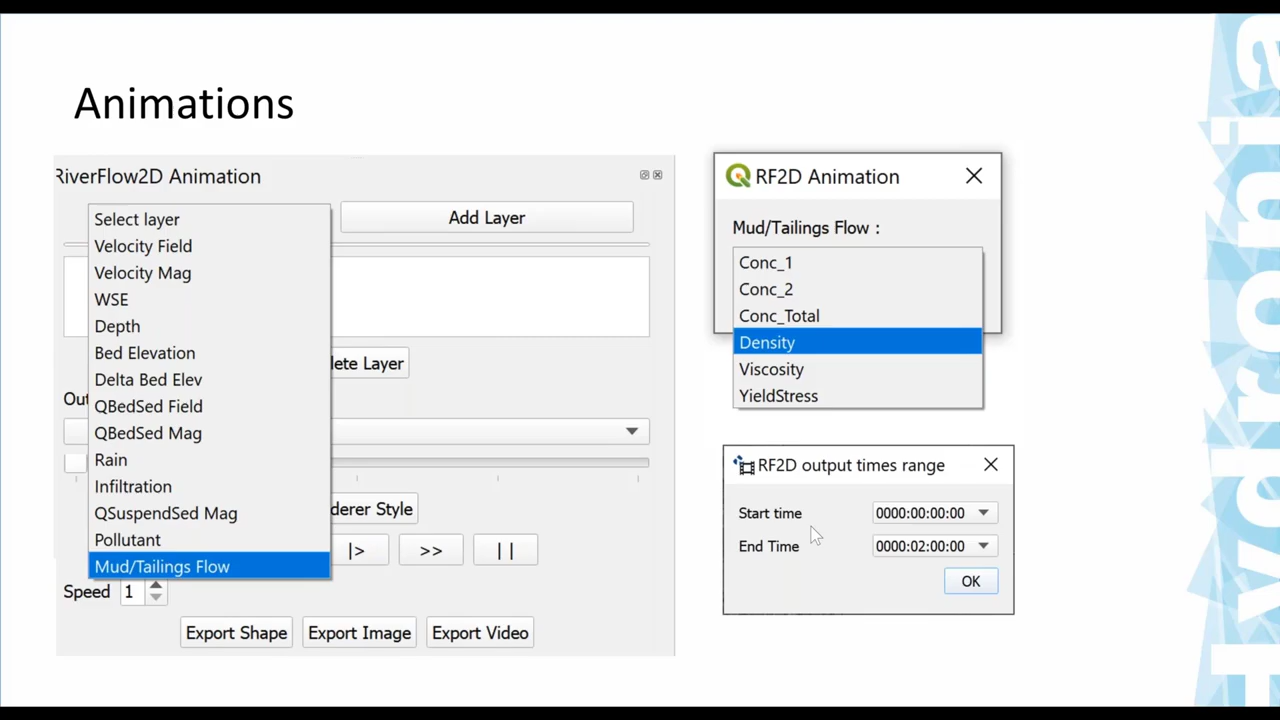 Animations
RiverFlow2D Animation
Select layer
Velocity Field
Velocity Mag
WSE
Depth
Bed Elevation
Delta Bed Elev
QBedSed Field
QBedSed Mag
Rain
Infiltration
QSuspendSed Mag
Pollutant
Mud/Tailings Flow
Add Layer
lete Layer
Out
derer Style
|> >> ||
Speed 1
Export Shape Export Image Export Video
RF2D Animation
Mud/Tailings Flow :
Conc_1
Conc_2
Conc_Total
Density
Viscosity
YieldStress
RF2D output times range
Start time 0000:00:00:00
End Time 0000:02:00:00
OK
Hydronia